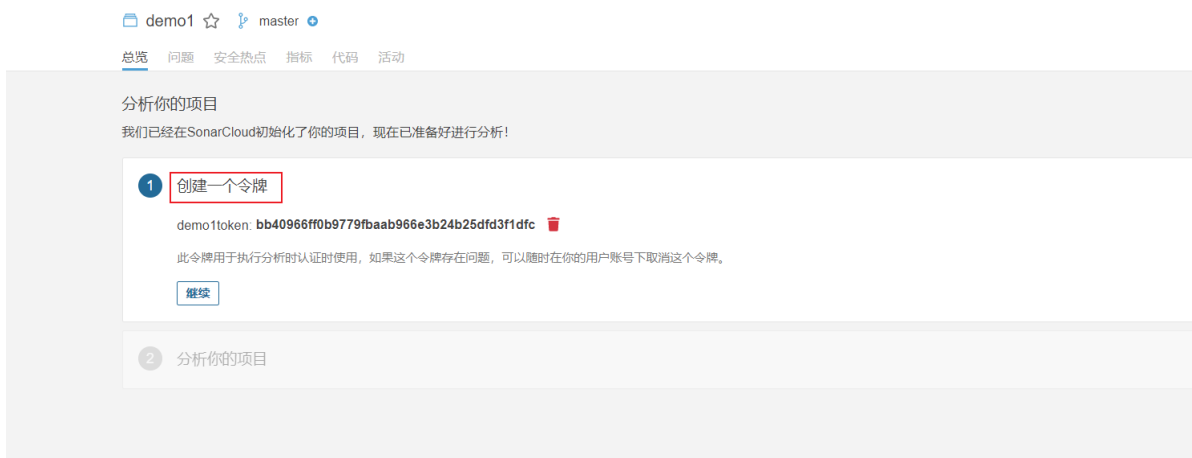 demo1 master
总览 问题 安全热点 指标 代码 活动
分析你的项目
我们已经在SonarCloud初始化了你的项目，现在已准备好进行分析！
1 创建一个令牌
demo1token: bb40966ff0b9779fbaab966e3b24b25dfd3f1dfc
此令牌用于执行分析时认证时使用，如果这个令牌存在问题，可以随时在你的用户账号下取消这个令牌。
继续
2 分析你的项目